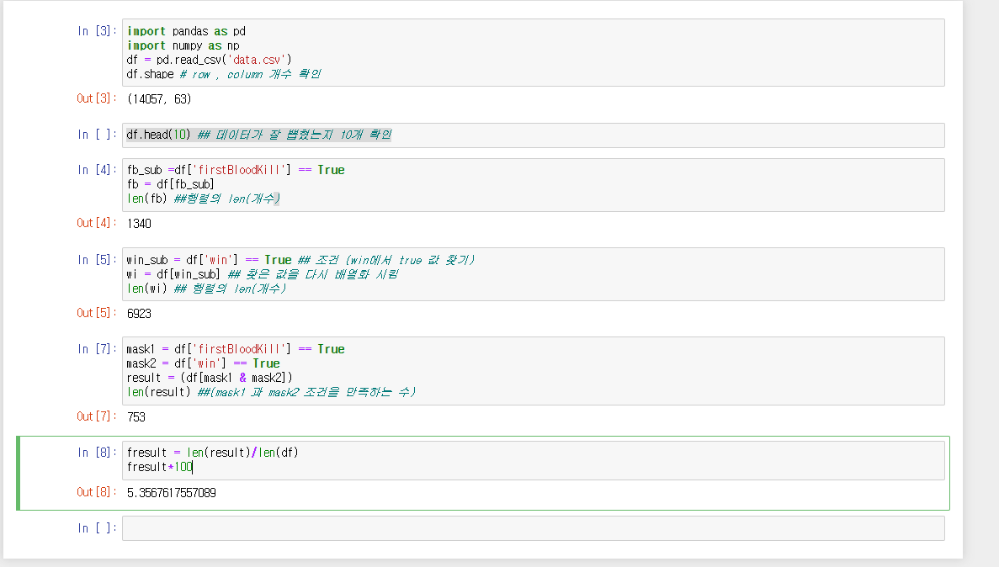 In [3]: import pandas as pd
import numpy as np
df = pd.read_csv('data.csv')
df.shape # row , column 개수 확인
Out[3]: (14057, 63)
In [ ]: df.head(10) ## 데이터가 잘 뽑혔는지 10개 확인
In [4]: fb_sub =df['firstBloodKill'] == True
fb = df[fb_sub]
len(fb) ##행렬의 len(개수)
Out[4]: 1340
In [5]: win_sub = df['win'] == True ## 조건 (win에서 true 값 찾기)
wi = df[win_sub] ## 찾은 값을 다시 배열화 시킴
len(wi) ## 행렬의 len(개수)
Out[5]: 6923
In [7]: mask1 = df['firstBloodKill'] == True
mask2 = df['win'] == True
result = (df[mask1 & mask2])
len(result) ##(mask1 과 mask2 조건을 만족하는 수)
Out[7]: 753
In [8]: fresult = len(result)/len(df)
fresult*100
Out[8]: 5.3567617557089
In [ ]: